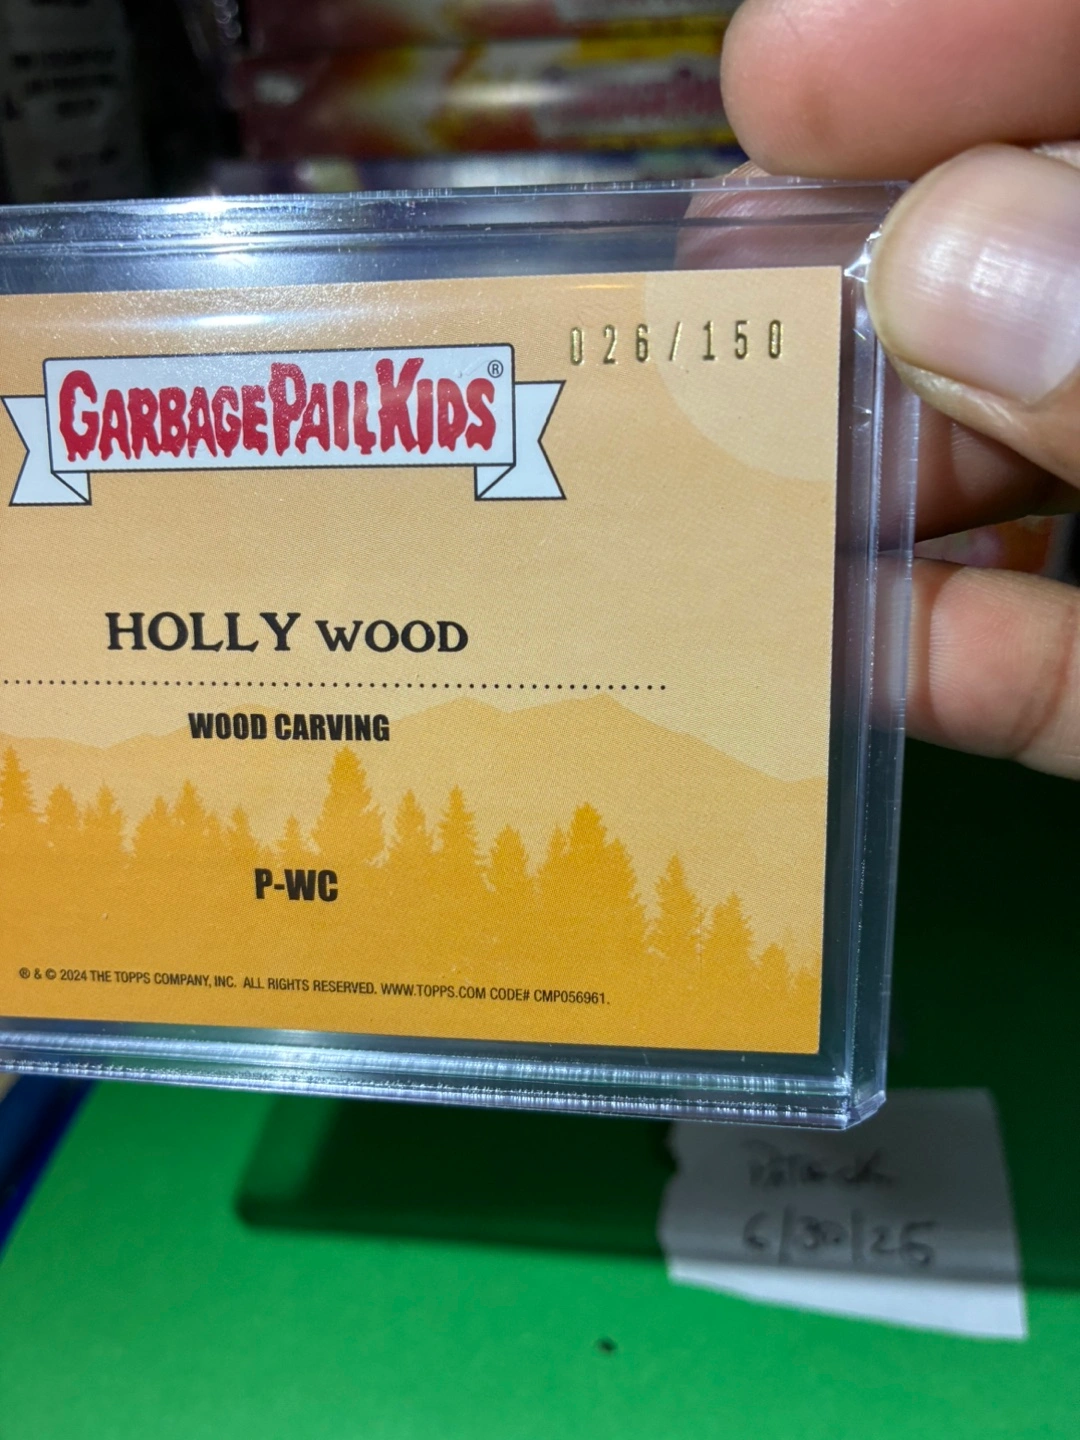 026/150
GARBAGE PAIL KIDS®
HOLLY WOOD
WOOD CARVING
P-WC
® & © 2024 THE TOPPS COMPANY, INC. ALL RIGHTS RESERVED. WWW.TOPPS.COM CODE# CMP056961.
6/30/25